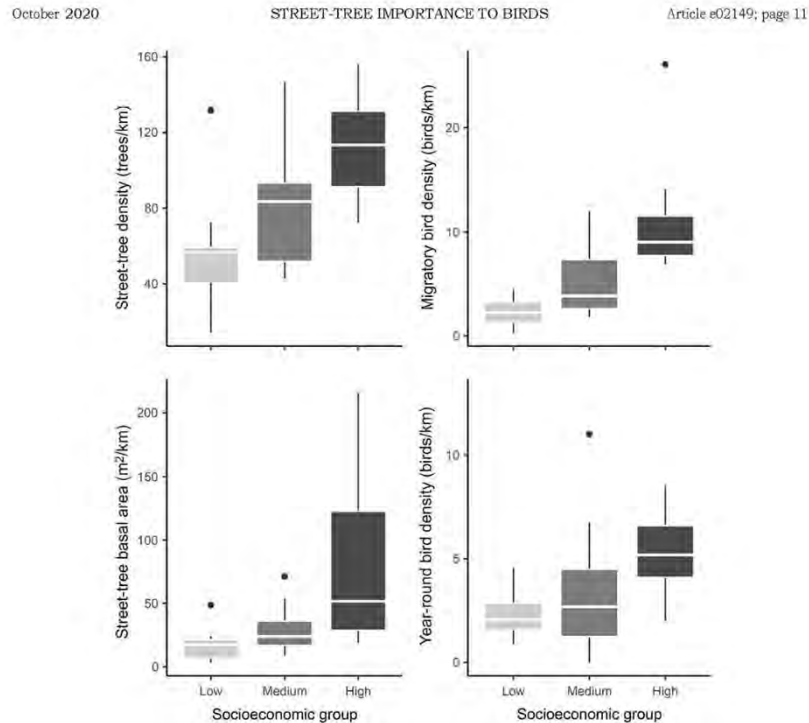 October 2020 STREET-TREE IMPORTANCE TO BIRDS Article e02149; page 11
Street-tree density (trees/km)
160
120
80
40
Migratory bird density (birds/km)
20
10
0
Street-tree basal area (m²/km)
200
150
100
50
0
Low Medium High
Socioeconomic group
Year-round bird density (birds/km)
10
5
0
Low Medium High
Socioeconomic group